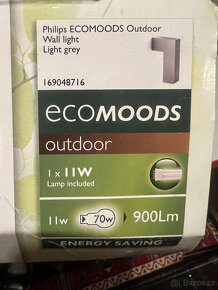 Philips ECOMOODS Outdoor
Wall light
Light grey
169048716
ecoMOODS
outdoor
1 x 11W
Lamp included
11w 70w 900Lm
ENERGY SAVING
sbazos.cz